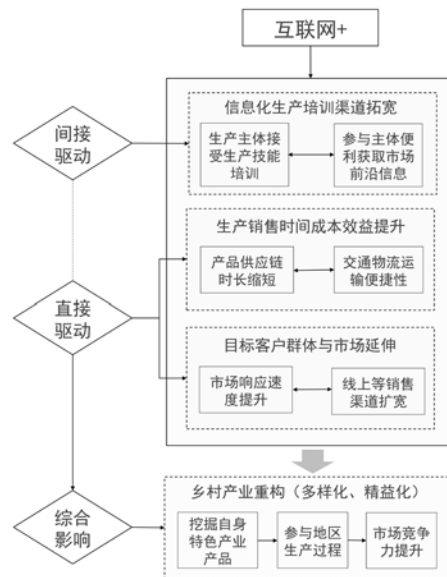 互联网+
信息化生产培训渠道拓宽
间接
驱动
生产主体接
受生产技能
培训
参与主体便
利获取市场
前沿信息
生产销售时间成本效益提升
产品供应链
时长缩短
交通物流运
输便捷性
直接
驱动
目标客户群体与市场延伸
市场响应速
度提升
线上等销售
渠道扩宽
乡村产业重构（多样化、精益化）
综合
影响
挖掘自身
特色产业
产品
参与地区
生产过程
市场竞争
力提升